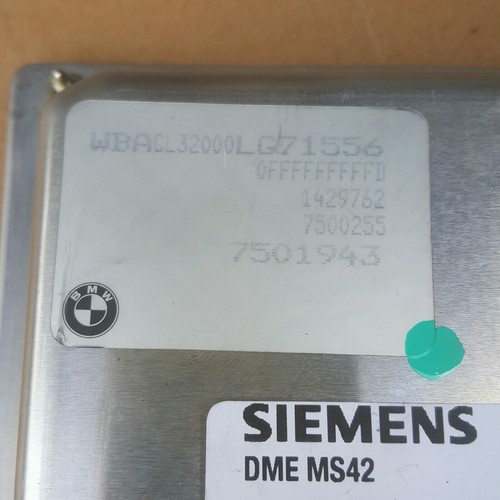 WBACL32000LG71556
0FFFFFFFFFFD
1429762
7500255
7501943
BMW
SIEMENS
DME MS42